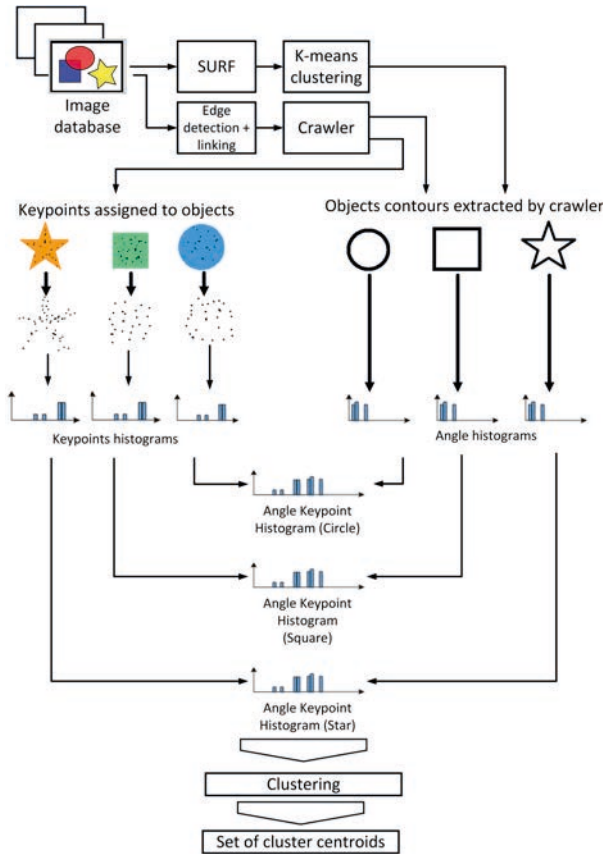 Image
database
SURF
K-means
clustering
Edge
detection +
linking
Crawler
Keypoints assigned to objects
Objects contours extracted by crawler
Keypoints histograms
Angle histograms
Angle Keypoint
Histogram (Circle)
Angle Keypoint
Histogram
(Square)
Angle Keypoint
Histogram (Star)
Clustering
Set of cluster centroids